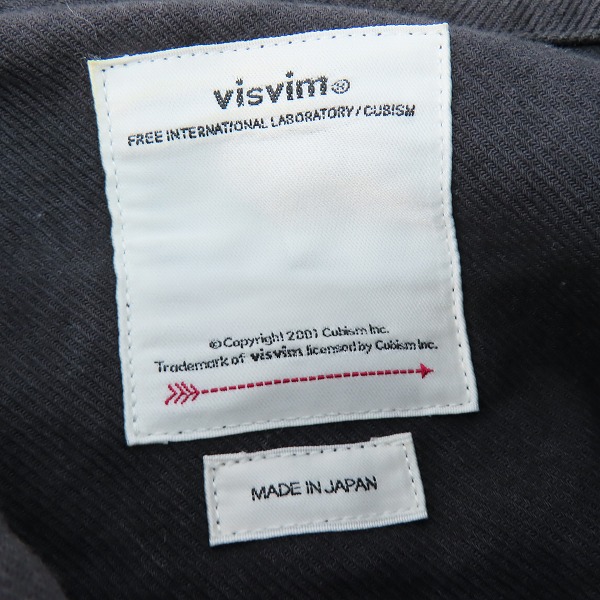 visvim®
FREE INTERNATIONAL LABORATORY / CUBISM
© Copyright 2001 Cubism Inc.
Trademark of visvim licensed by Cubism Inc.
MADE IN JAPAN